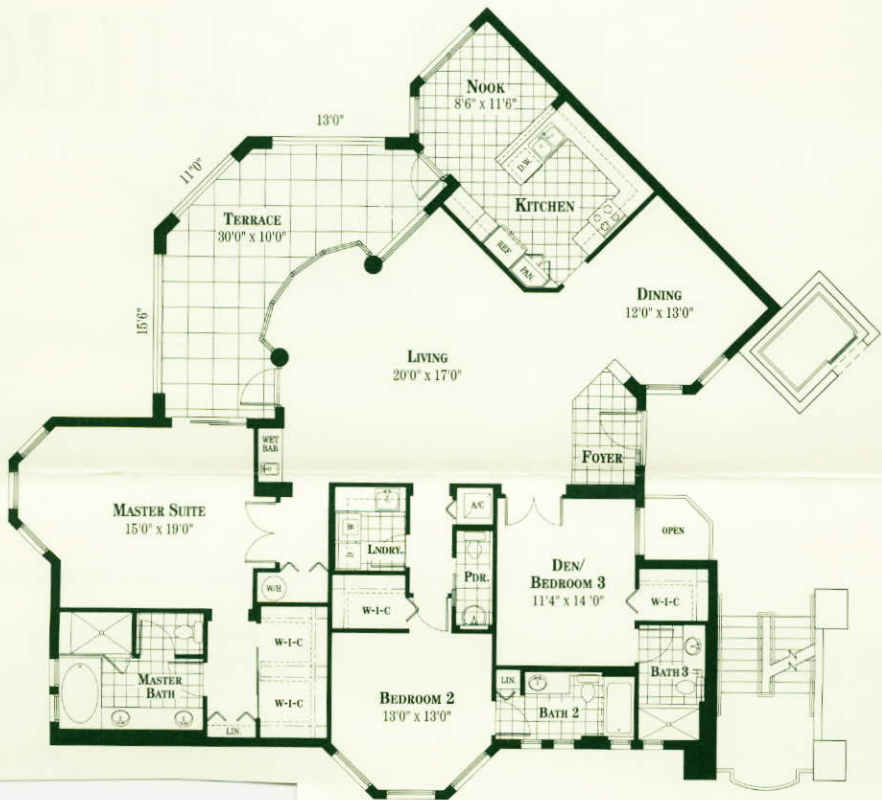 NOOK
8'6" x 11'6"
13'0"
11"0"
D.W.
TERRACE
30'0" x 10'0"
KITCHEN
REF.
PAN.
DINING
12'0" x 13'0"
15'6"
LIVING
20'0" x 17'0"
WET
BAR
FOYER
MASTER SUITE
15'0" x 19'0"
A/C
W
D
LNDRY.
OPEN
PDR.
DEN/
BEDROOM 3
11'4" x 14 '0"
W/H
W-I-C
W-I-C
W-I-C
W-I-C
MASTER
BATH
BATH 3
LIN.
BEDROOM 2
13'0" x 13'0"
BATH 2
LIN.